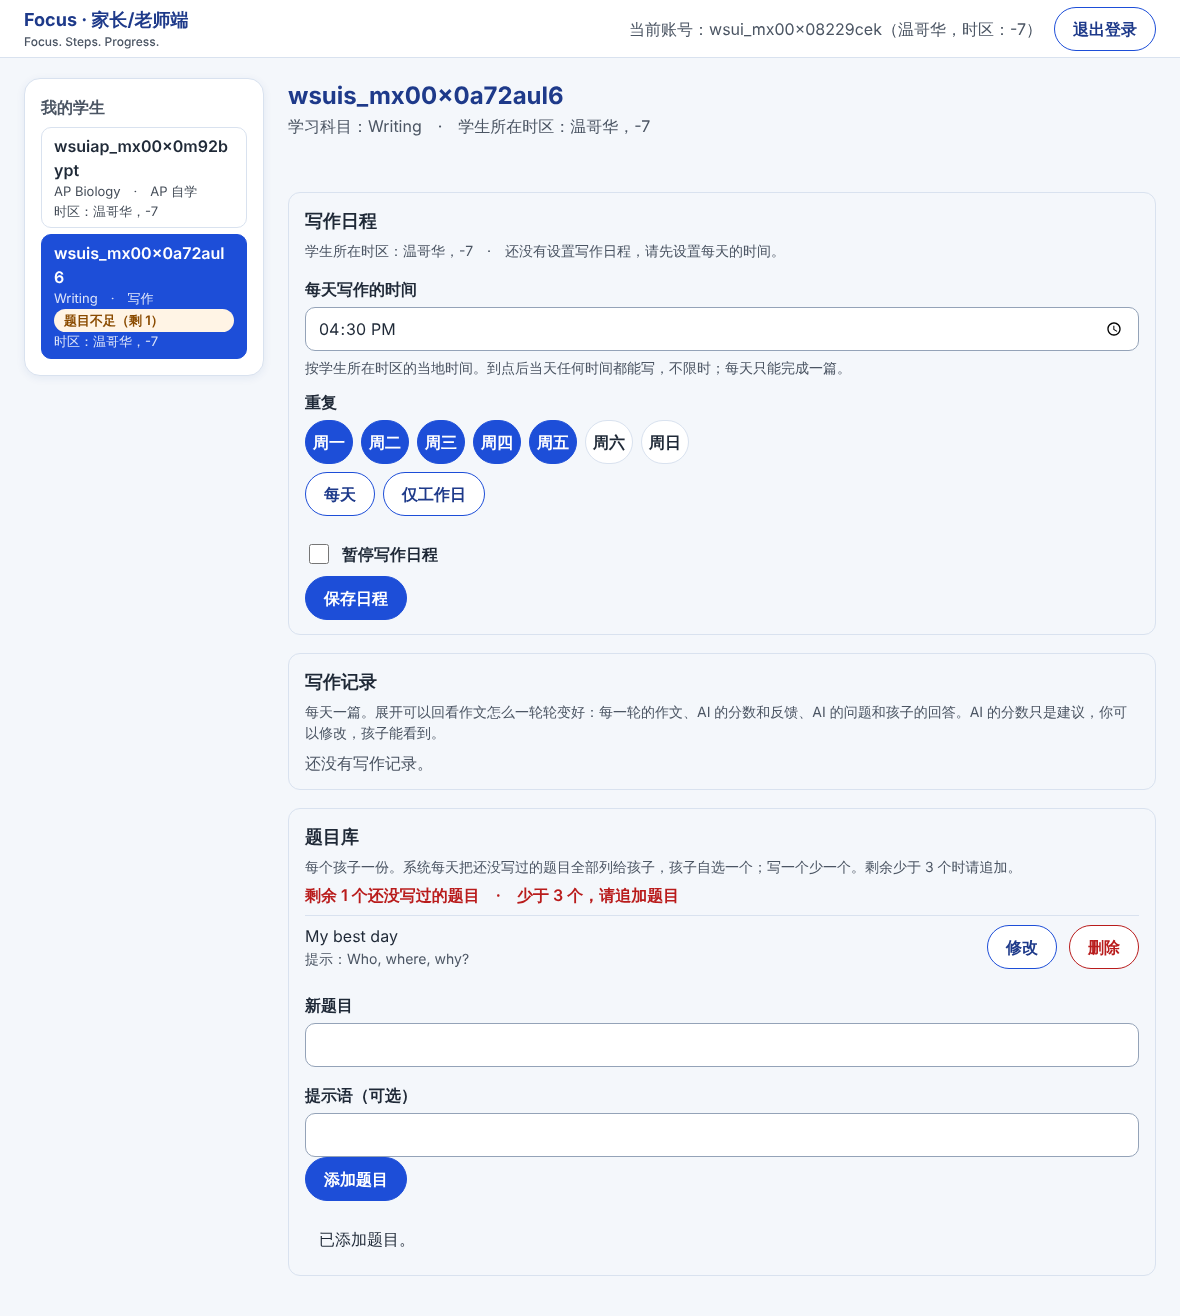 Focus · 家长/老师端
Focus. Steps. Progress.
当前账号：wsui_mx00x08229cek（温哥华，时区：-7）
退出登录
我的学生
wsuiap_mx00x0m92b
ypt
AP Biology · AP 自学
时区：温哥华，-7
wsuis_mx00x0a72aul
6
Writing · 写作
题目不足（剩 1）
时区：温哥华，-7
wsuis_mx00x0a72aul6
学习科目：Writing · 学生所在时区：温哥华，-7
写作日程
学生所在时区：温哥华，-7 · 还没有设置写作日程，请先设置每天的时间。
每天写作的时间
04:30 PM
按学生所在时区的当地时间。到点后当天任何时间都能写，不限时；每天只能完成一篇。
重复
周一 周二 周三 周四 周五 周六 周日
每天 仅工作日
暂停写作日程
保存日程
写作记录
每天一篇。展开可以回看作文怎么一轮轮变好：每一轮的作文、AI 的分数和反馈、AI 的问题和孩子的回答。AI 的分数只是建议，你可
以修改，孩子能看到。
还没有写作记录。
题目库
每个孩子一份。系统每天把还没写过的题目全部列给孩子，孩子自选一个；写一个少一个。剩余少于 3 个时请追加。
剩余 1 个还没写过的题目 · 少于 3 个，请追加题目
My best day
提示：Who, where, why?
修改 删除
新题目
提示语（可选）
添加题目
已添加题目。